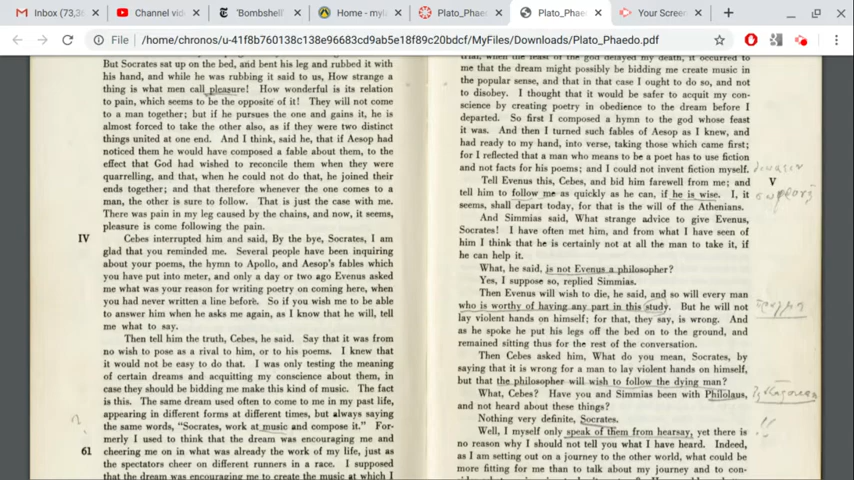 Inbox (73,3
Channel vide
'Bombshell'
Home - myla
Plato_Phaed
Plato_Phaed
Your Screen
File
/home/chronos/u-41f8b760138c138e96683cd9ab5e18f89c20bdcf/MyFiles/Downloads/Plato_Phaedo.pdf
But Socrates sat up on the bed, and bent his leg and rubbed it with
his hand, and while he was rubbing it said to us, How strange a
thing is what men call pleasure! How wonderful is its relation
to pain, which seems to be the opposite of it! They will not come
to a man together; but if he pursues the one and gains it, he is
almost forced to take the other also, as if they were two distinct
things united at one end. And I think, said he, that if Aesop had
noticed them he would have composed a fable about them, to
the effect that God had wished to reconcile them when they were
quarrelling, and that, when he could not do that, he joined their
ends together; and that therefore whenever the one comes to a
man, the other is sure to follow. That is just the case with me.
There was pain in my leg caused by the chains, and now, it seems,
pleasure is come following the pain.
IV Cebes interrupted him and said, By the bye, Socrates, I am
glad that you reminded me. Several people have been inquiring
about your poems, the hymn to Apollo, and Aesop's fables which
you have put into meter, and only a day or two ago Evenus asked
me what was your reason for writing poetry on coming here, when
you had never written a line before. So if you wish me to be able
to answer him when he asks me again, as I know that he will, tell
me what to say.
Then tell him the truth, Cebes, he said. Say that it was from
no wish to pose as a rival to him, or to his poems. I knew that
it would not be easy to do that. I was only testing the meaning
of certain dreams and acquitting my conscience about them, in
case they should be bidding me make this kind of music. The fact
is this. The same dream used often to come to me in my past life,
appearing in different forms at different times, but always saying
the same words, "Socrates, work at music and compose it." For-
merly I used to think that the dream was encouraging me and
61 cheering me on in what was already the work of my life, just as
the spectators cheer on different runners in a race. I supposed
that the dream was encouraging me to create the music at which I
me that the dream might possibly be bidding me create music in
the popular sense, and that in that case I ought to do so, and not
to disobey. I thought that it would be safer to acquit my con-
science by creating poetry in obedience to the dream before I
departed. So first I composed a hymn to the god whose feast
it was. And then I turned such fables of Aesop as I knew, and
had ready to my hand, into verse, taking those which came first;
for I reflected that a man who means to be a poet has to use fiction
and not facts for his poems; and I could not invent fiction myself.
Tell Evenus this, Cebes, and bid him farewell from me; and V
tell him to follow me as quickly as he can, if he is wise. I, it
seems, shall depart today, for that is the will of the Athenians.
And Simmias said, What strange advice to give Evenus,
Socrates! I have often met him, and from what I have seen of
him I think that he is certainly not at all the man to take it, if
he can help it.
What, he said, is not Evenus a philosopher?
Yes, I suppose so, replied Simmias.
Then Evenus will wish to die, he said, and so will every man
who is worthy of having any part in this study. But he will not
lay violent hands on himself; for that, they say, is wrong. And
as he spoke he put his legs off the bed on to the ground, and
remained sitting thus for the rest of the conversation.
Then Cebes asked him, What do you mean, Socrates, by
saying that it is wrong for a man to lay violent hands on himself,
but that the philosopher will wish to follow the dying man?
What, Cebes? Have you and Simmias been with Philolaus,
and not heard about these things?
Nothing very definite, Socrates.
Well, I myself only speak of them from hearsay, yet there is
no reason why I should not tell you what I have heard. Indeed,
as I am setting out on a journey to the other world, what could be
more fitting for me than to talk about my journey and to con-